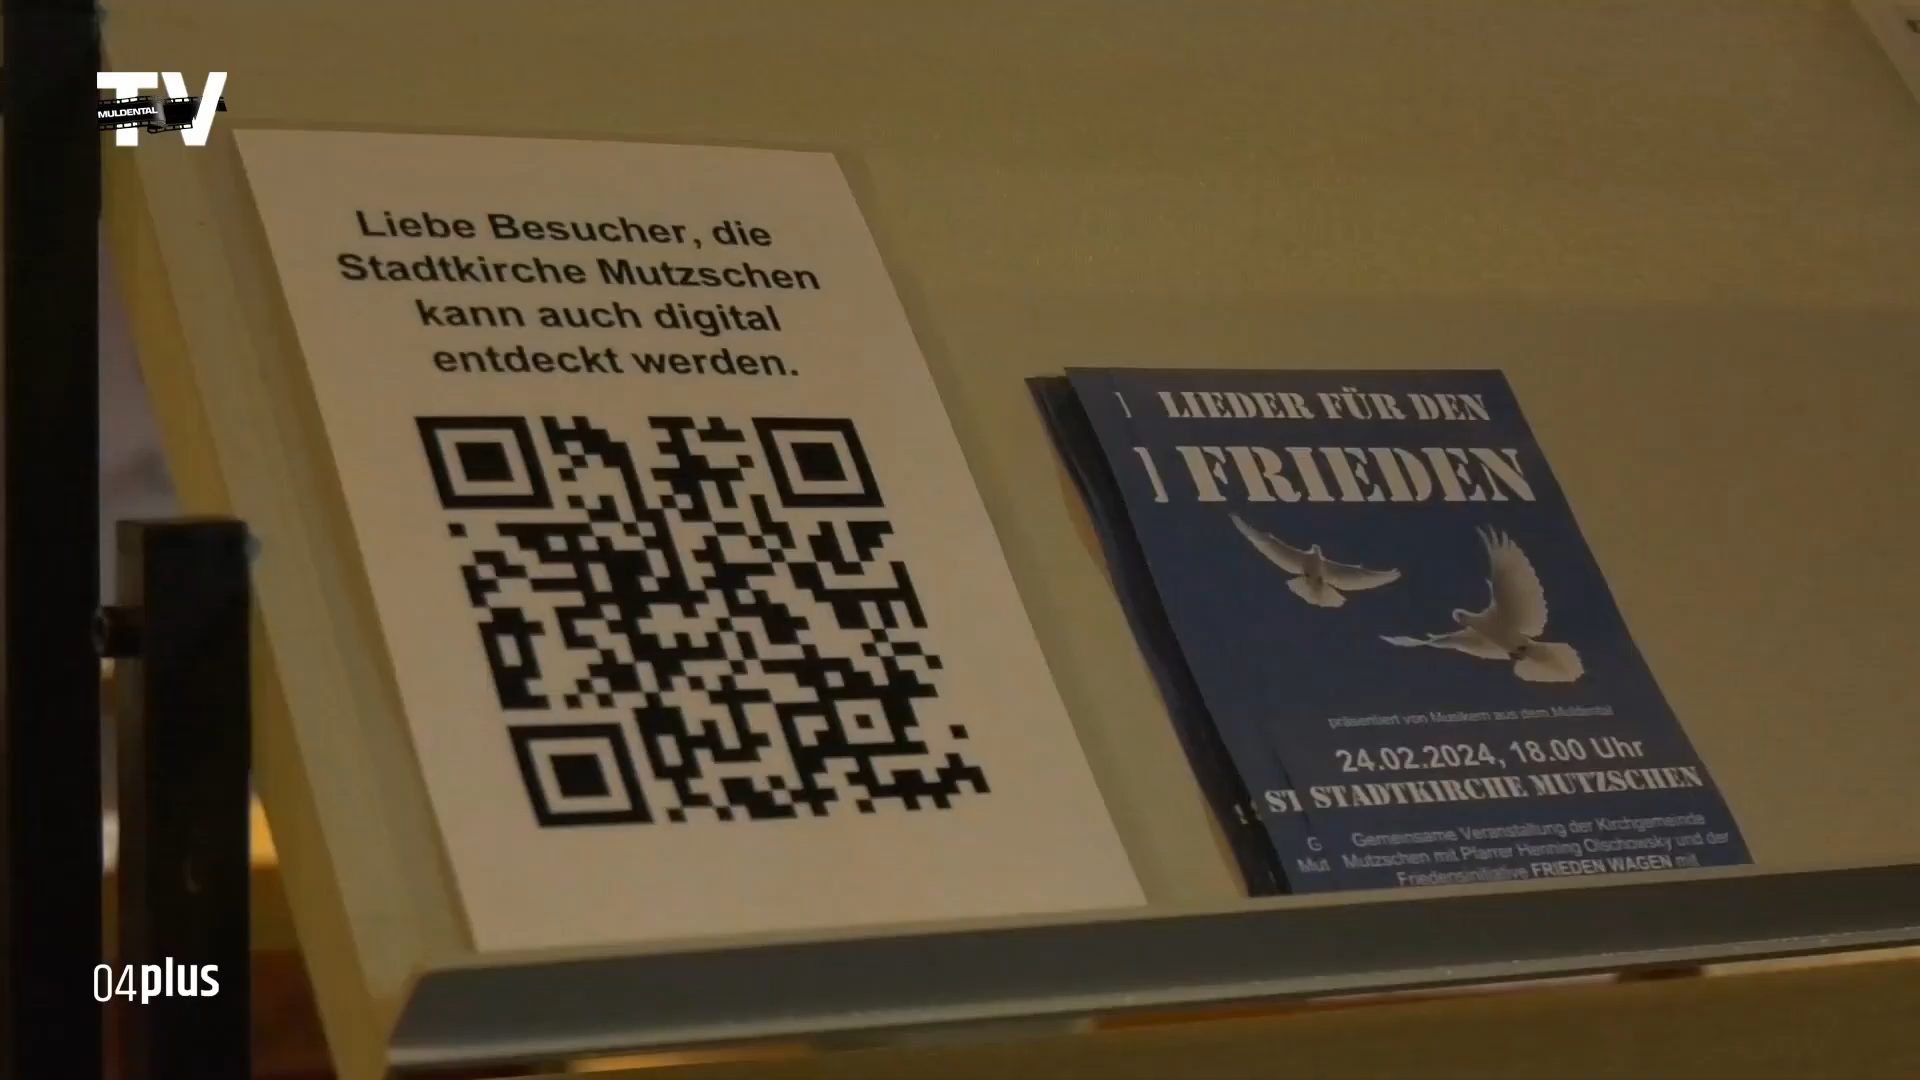 TV
MULDENTAL
Liebe Besucher, die
Stadtkirche Mutzschen
kann auch digital
entdeckt werden.
LIEDER FÜR DEN
FRIEDEN
präsentiert von Musikern aus dem Muldental
24.02.2024, 18.00 Uhr
ST STADTKIRCHE MUTZSCHEN
G Gemeinsame Veranstaltung der Kirchgemeinde
Mut Mutzschen mit Pfarrer Henning Olschowsky und der
Friedensinitiative FRIEDEN WAGEN mit
04plus